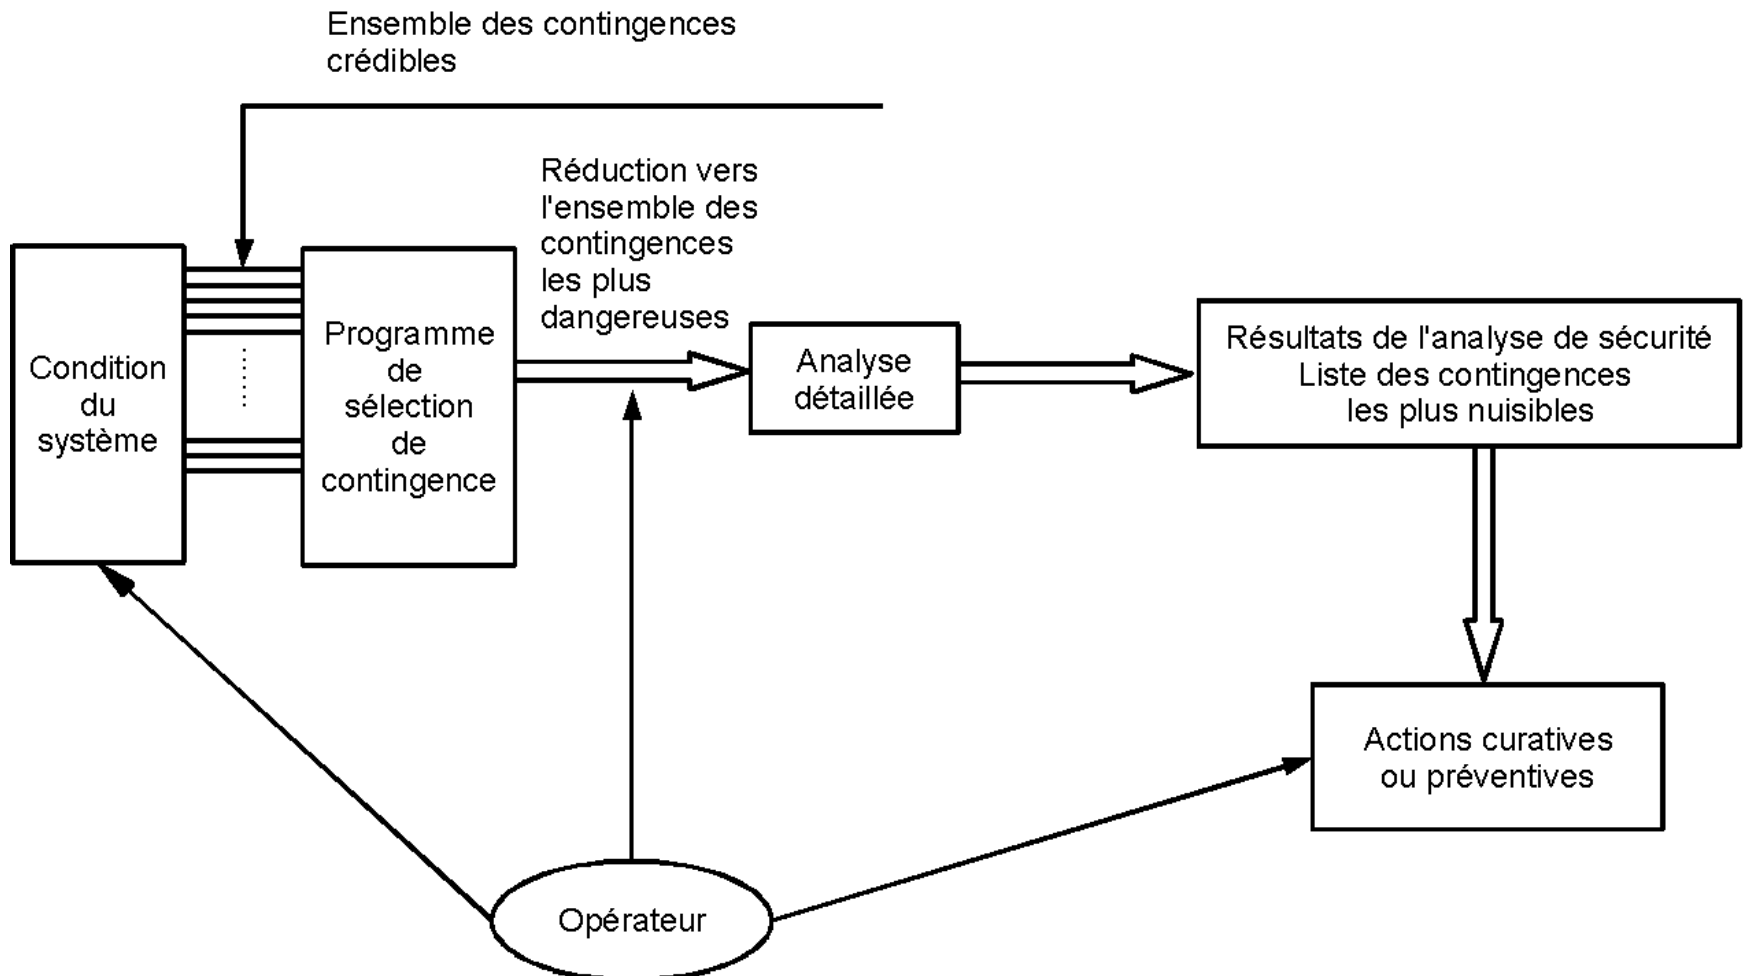 Ensemble des contingences
crédibles
Réduction vers
l'ensemble des
contingences
les plus
dangereuses
Condition
du
système
Programme
de
sélection
de
contingence
Analyse
détaillée
Résultats de l'analyse de sécurité
Liste des contingences
les plus nuisibles
Actions curatives
ou préventives
Opérateur